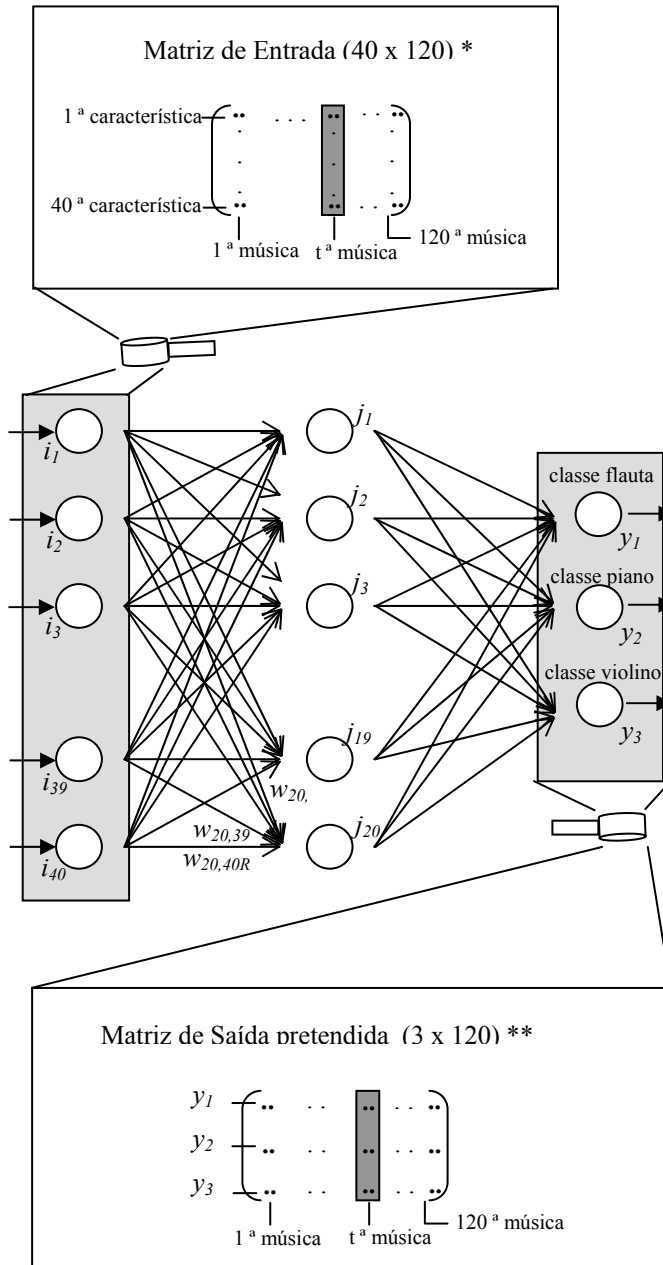 Matriz de Entrada (40 x 120) *
1 ª característica
40 ª característica
1 ª música
t ª música
120 ª música
i1
i2
i3
i39
i40
j1
j2
j3
j19
j20
w20,
w20,39
w20,40R
classe flauta
y1
classe piano
y2
classe violino
y3
Matriz de Saída pretendida (3 x 120) **
y1
y2
y3
1 ª música
t ª música
120 ª música